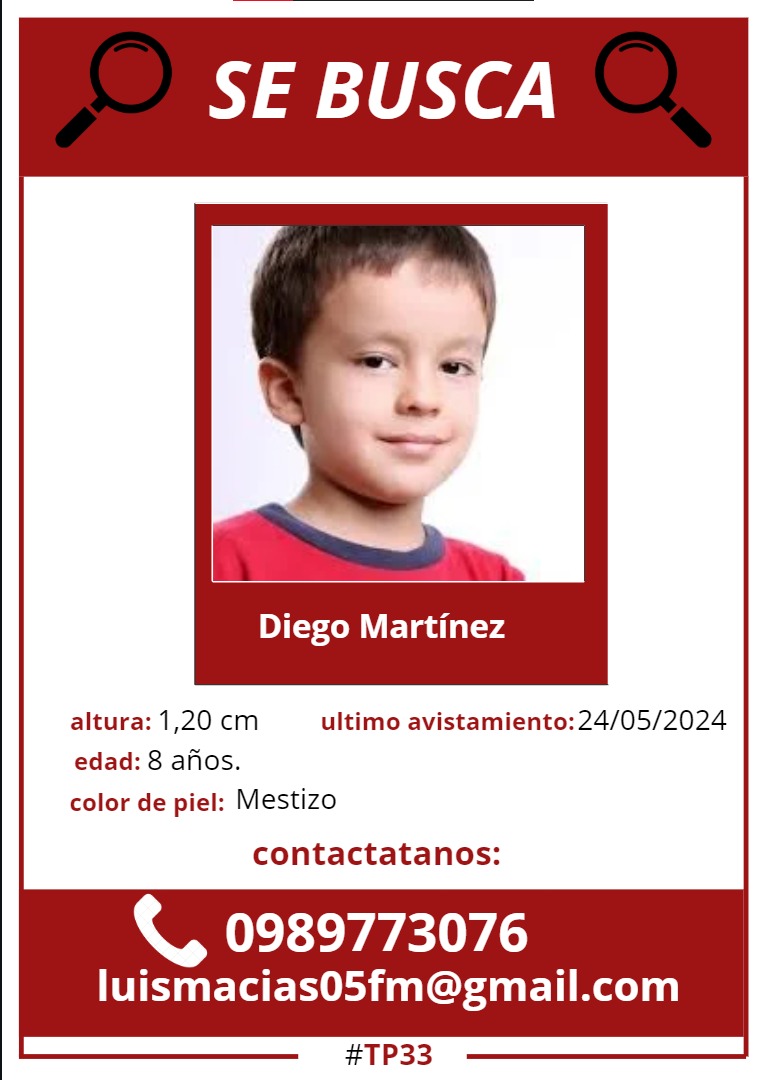 SE BUSCA
Diego Martínez
altura: 1,20 cm ultimo avistamiento: 24/05/2024
edad: 8 años.
color de piel: Mestizo
contactatanos:
0989773076
luismacias05fm@gmail.com
#TP33